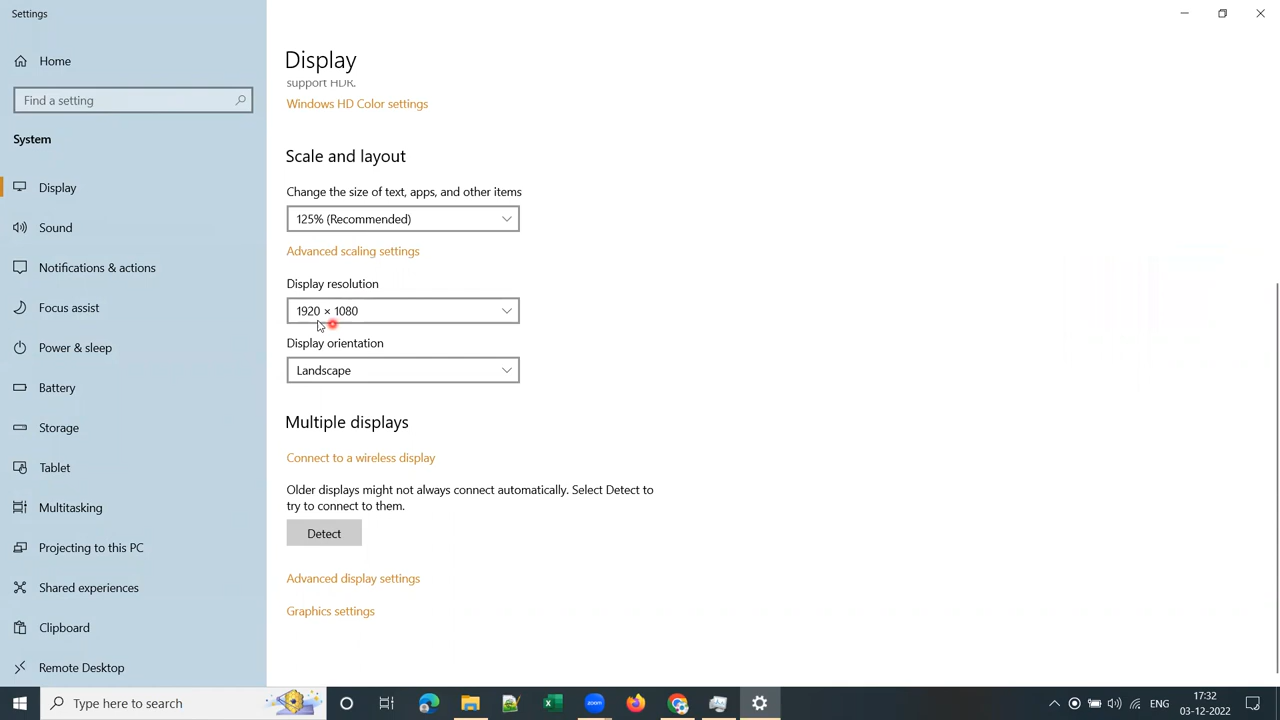 Settings
Home
Find a setting
System
Display
Sound
Notifications & actions
Focus assist
Power & sleep
Battery
Storage
Tablet
Multitasking
Projecting to this PC
Shared experiences
Clipboard
Remote Desktop
Display
support HDR.
Windows HD Color settings
Scale and layout
Change the size of text, apps, and other items
125% (Recommended)
Advanced scaling settings
Display resolution
1920 × 1080
Display orientation
Landscape
Multiple displays
Connect to a wireless display
Older displays might not always connect automatically. Select Detect to
try to connect to them.
Detect
Advanced display settings
Graphics settings
Type here to search
zoom
ENG
17:32
03-12-2022